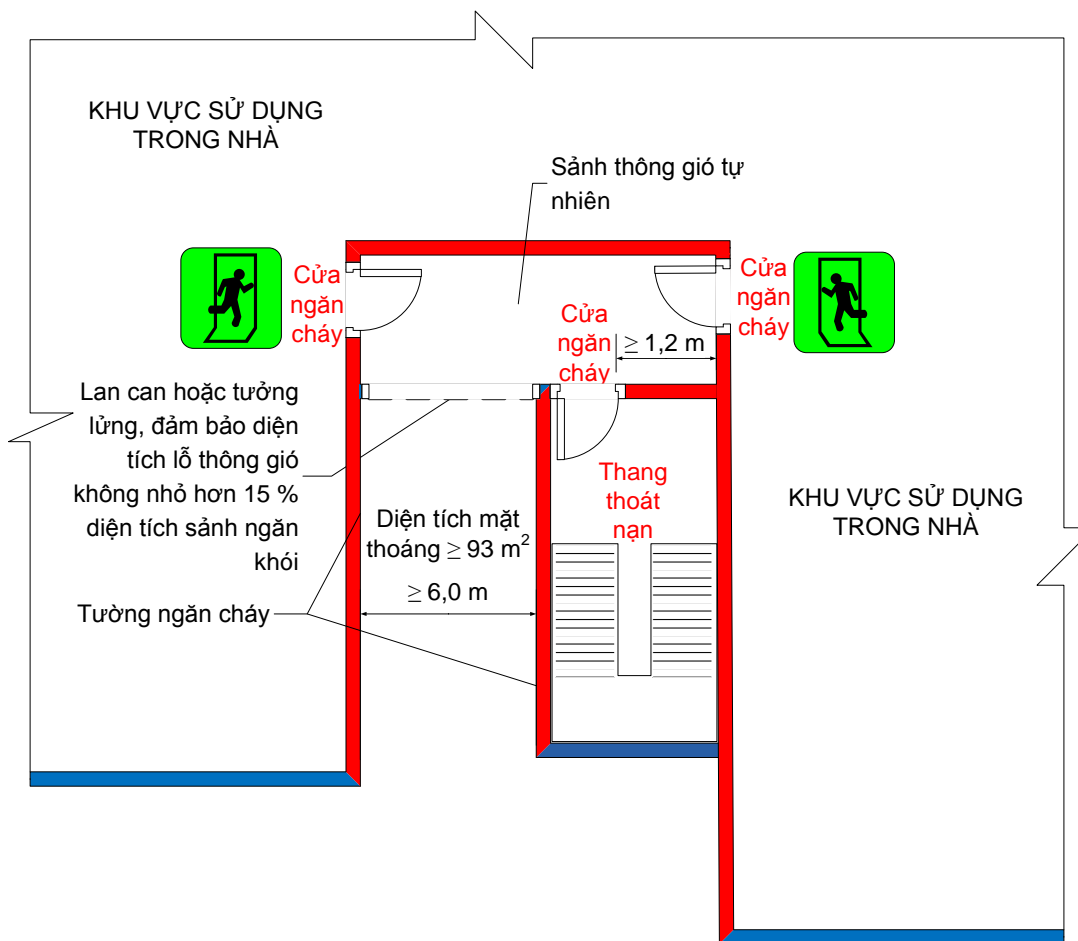 KHU VỰC SỬ DỤNG
TRONG NHÀ
Sảnh thông gió tự
nhiên
Cửa
ngăn
cháy
Cửa
ngăn
cháy
Cửa
ngăn
cháy
≥ 1,2 m
Lan can hoặc tưởng
lửng, đảm bảo diện
tích lỗ thông gió
không nhỏ hơn 15 %
diện tích sảnh ngăn
khói
Diện tích mặt
thoáng ≥ 93 m²
≥ 6,0 m
Thang
thoát
nạn
KHU VỰC SỬ DỤNG
TRONG NHÀ
Tường ngăn cháy